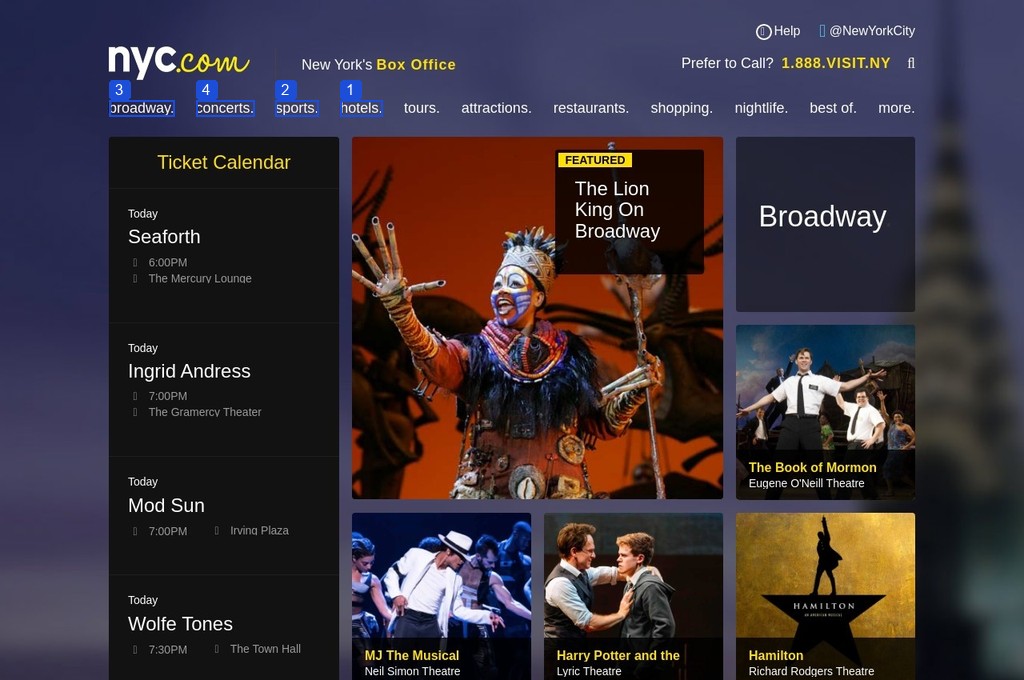 Help
@NewYorkCity
nyc.com
New York's Box Office
Prefer to Call? 1.888.VISIT.NY
3
4
2
1
broadway. concerts. sports. hotels. tours. attractions. restaurants. shopping. nightlife. best of. more.
Ticket Calendar
Today
Seaforth
6:00PM
The Mercury Lounge
Today
Ingrid Andress
7:00PM
The Gramercy Theater
Today
Mod Sun
7:00PM
Irving Plaza
Today
Wolfe Tones
7:30PM
The Town Hall
FEATURED
The Lion
King On
Broadway
Broadway
The Book of Mormon
Eugene O'Neill Theatre
MJ The Musical
Neil Simon Theatre
Harry Potter and the
Lyric Theatre
HAMILTON
Hamilton
Richard Rodgers Theatre